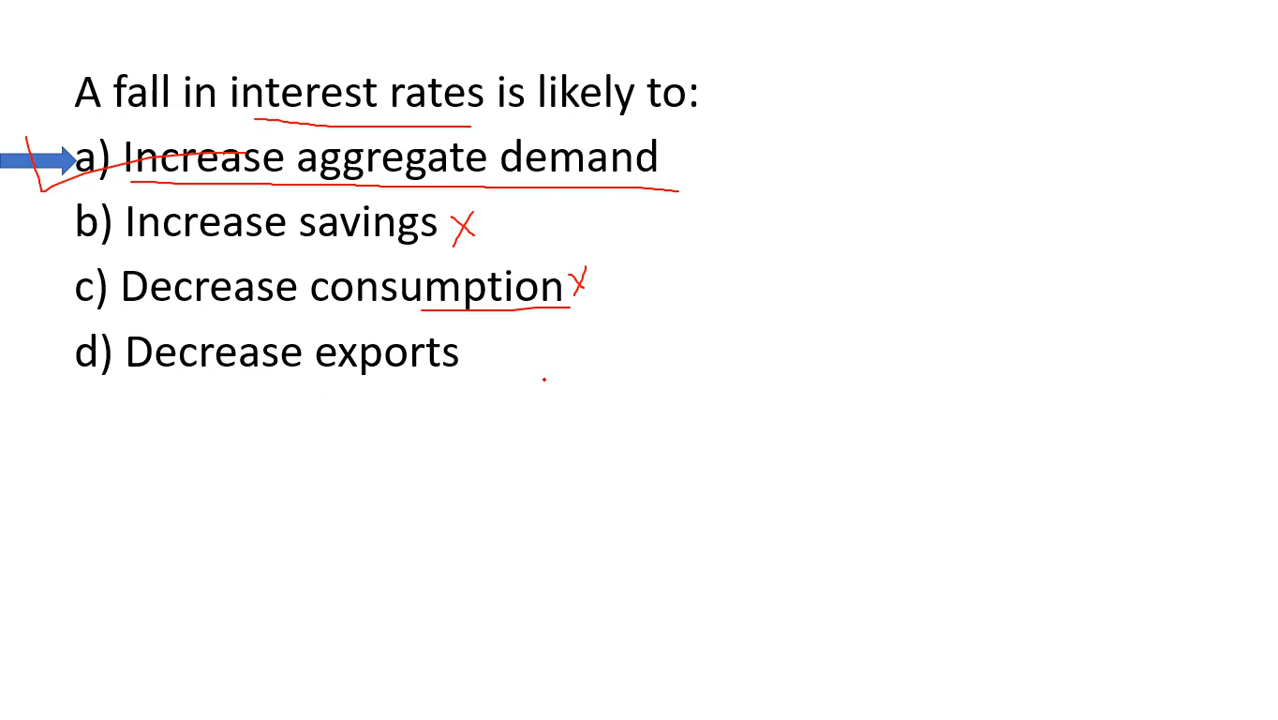 A fall in interest rates is likely to:
a) Increase aggregate demand
b) Increase savings
c) Decrease consumption
d) Decrease exports